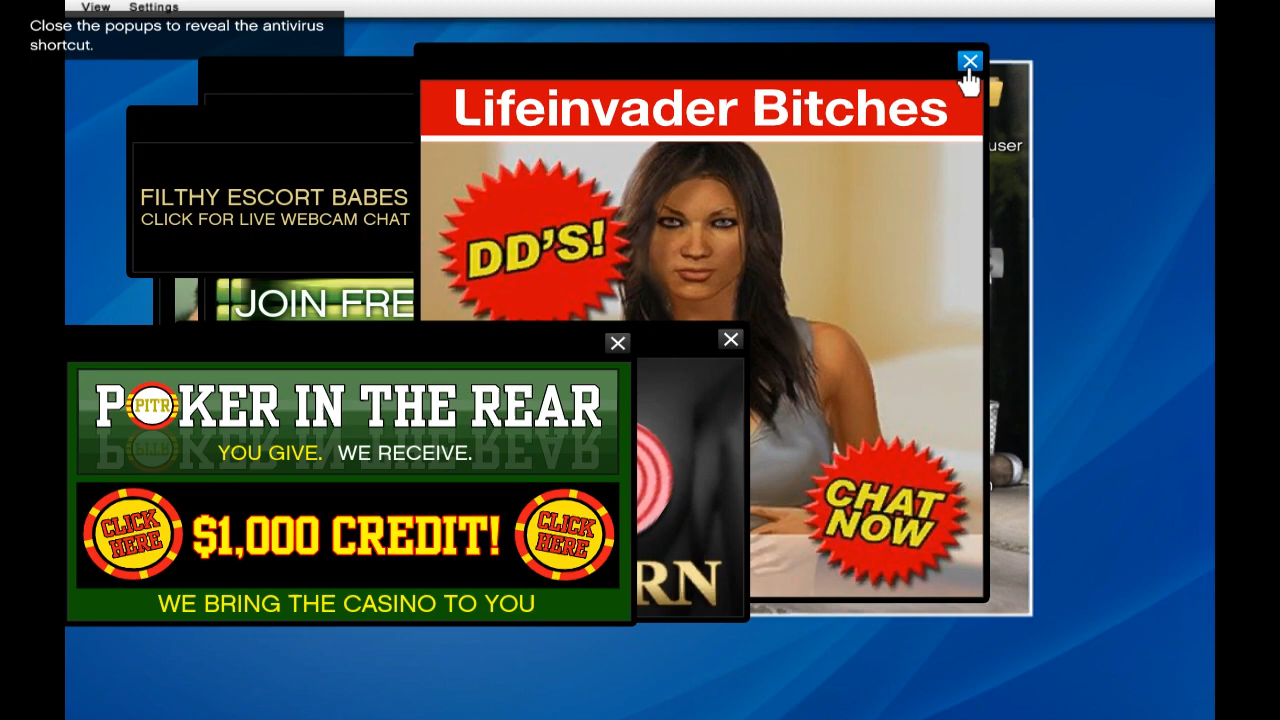 View Settings
Close the popups to reveal the antivirus
shortcut.
Lifeinvader Bitches
user
FILTHY ESCORT BABES
CLICK FOR LIVE WEBCAM CHAT
DD'S!
JOIN FRE
POKER IN THE REAR
PITR
YOU GIVE. WE RECEIVE.
CLICK
HERE
$1,000 CREDIT!
CLICK
HERE
WE BRING THE CASINO TO YOU
RN
CHAT
NOW